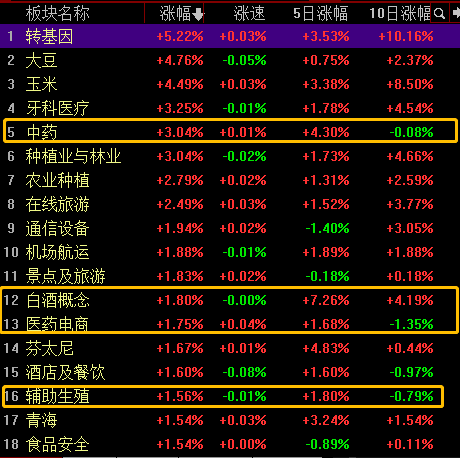 板块名称 涨幅 涨速 5日涨幅 10日涨幅
1 转基因 +5.22% +0.03% +3.53% +10.16%
2 大豆 +4.76% -0.05% +0.75% +2.37%
3 玉米 +4.49% +0.03% +3.38% +8.50%
4 牙科医疗 +3.25% -0.01% +1.78% +4.54%
5 中药 +3.04% +0.01% +4.30% -0.08%
6 种植业与林业 +3.04% -0.02% +1.73% +4.66%
7 农业种植 +2.79% +0.02% +1.31% +2.59%
8 在线旅游 +2.49% +0.03% +1.52% +3.77%
9 通信设备 +1.94% +0.02% -1.40% +3.05%
10 机场航运 +1.88% -0.01% +1.89% +1.88%
11 景点及旅游 +1.83% +0.02% -0.18% +0.18%
12 白酒概念 +1.80% -0.00% +7.26% +4.19%
13 医药电商 +1.75% +0.04% +1.68% -1.35%
14 芬太尼 +1.67% +0.01% +4.83% +0.44%
15 酒店及餐饮 +1.60% -0.08% +1.60% -0.97%
16 辅助生殖 +1.56% -0.01% +1.80% -0.79%
17 青海 +1.54% +0.03% +3.24% +1.54%
18 食品安全 +1.54% +0.00% -0.89% +0.11%